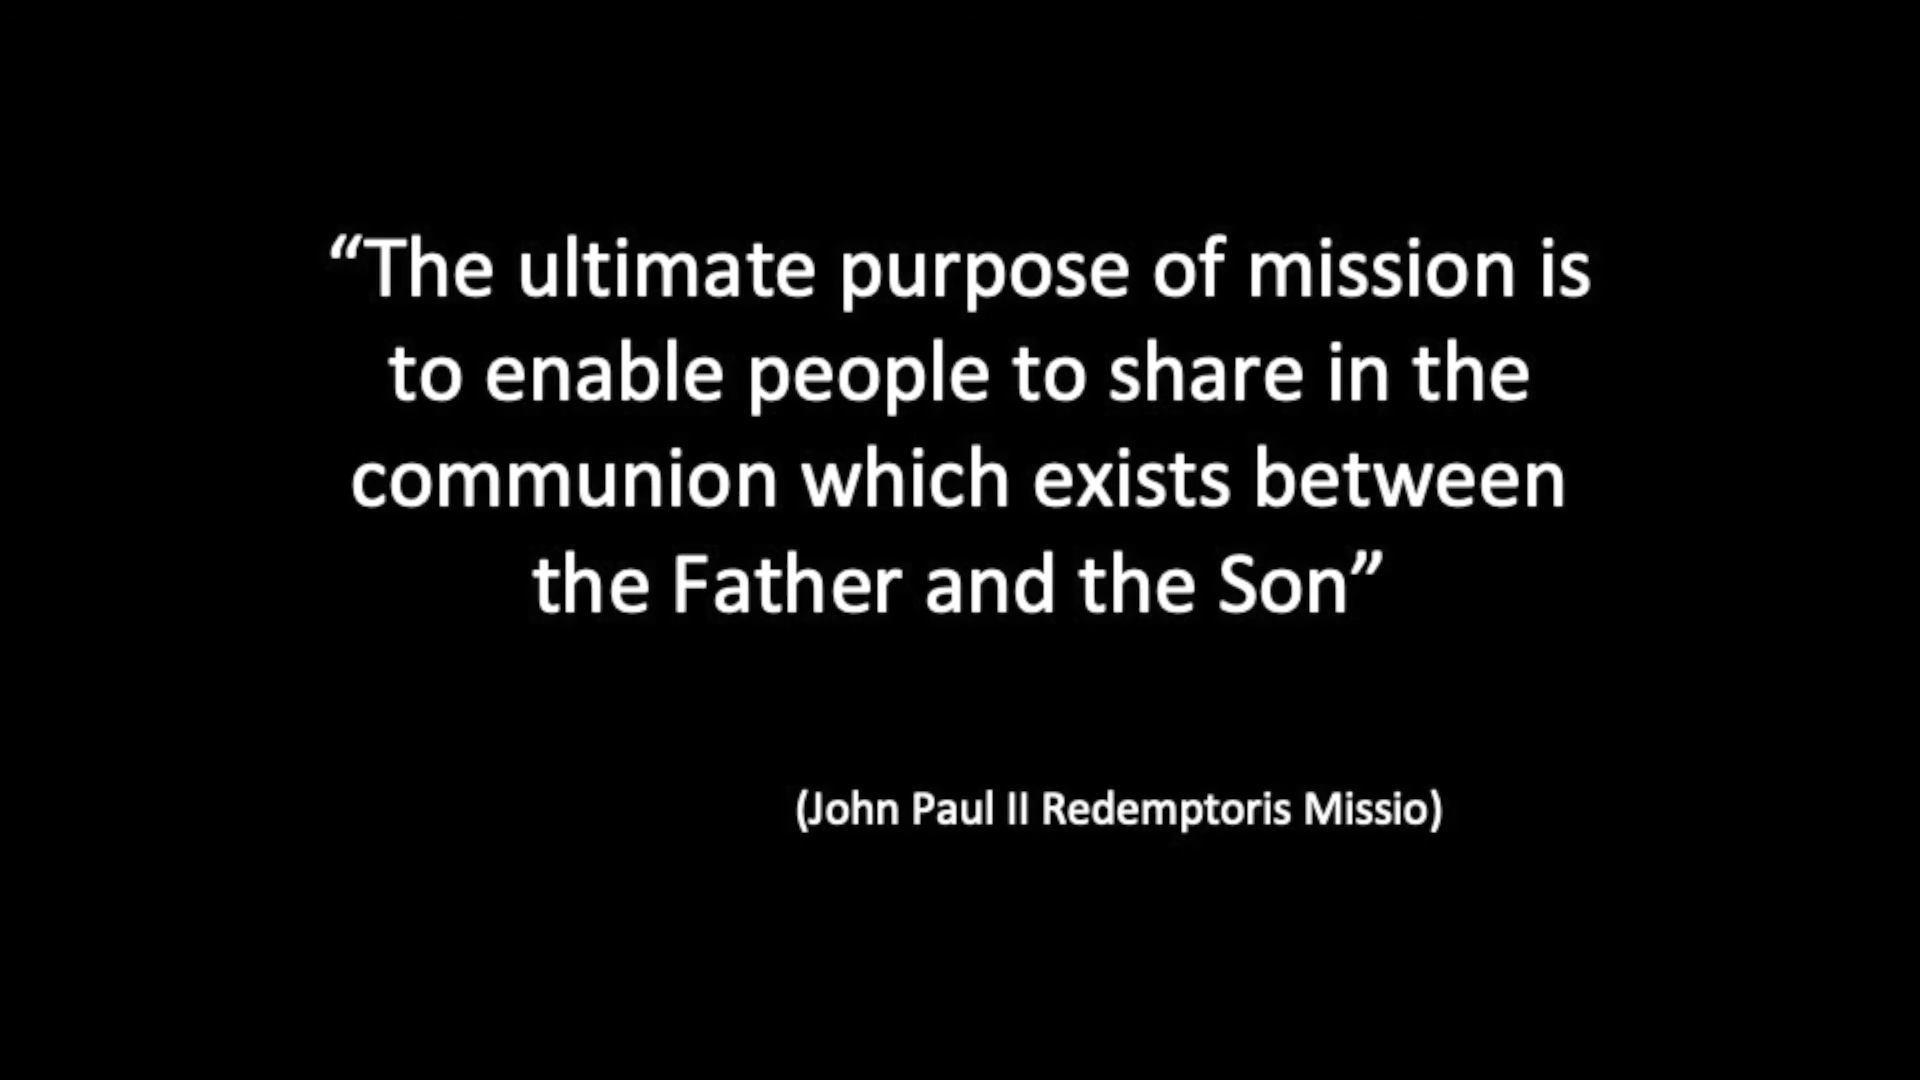 “The ultimate purpose of mission is
to enable people to share in the
communion which exists between
the Father and the Son”
(John Paul II Redemptoris Missio)